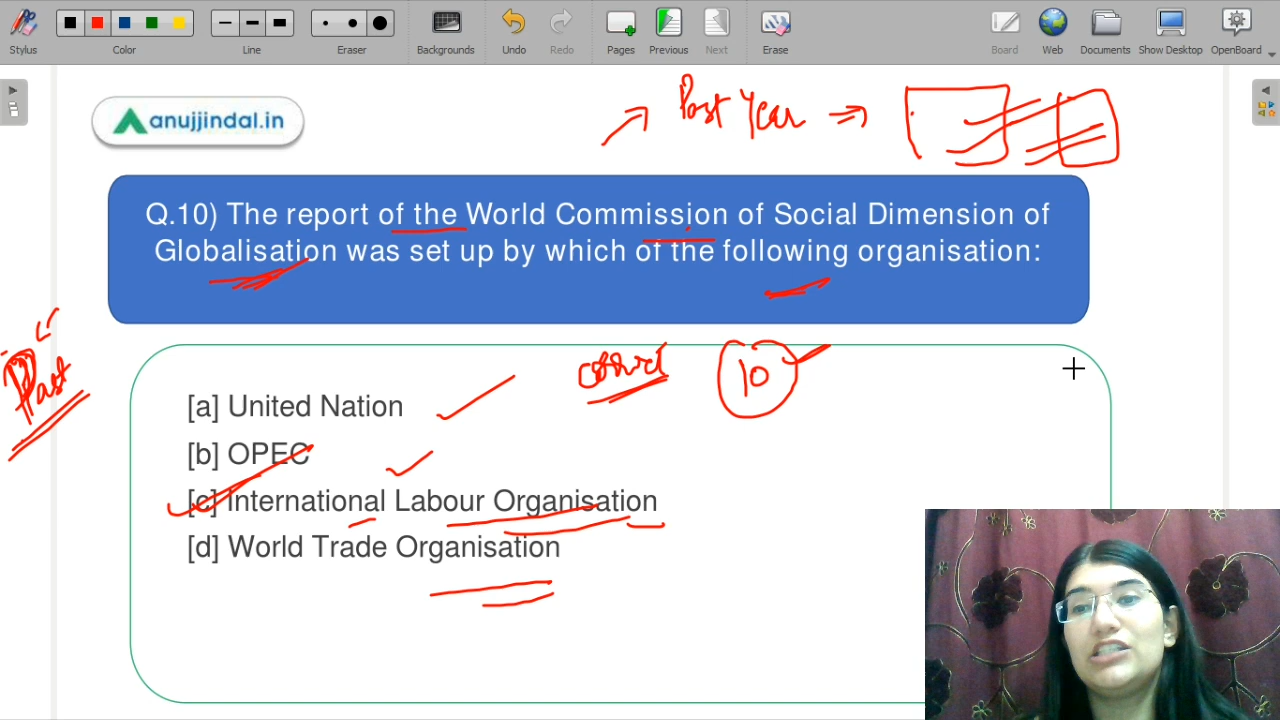 Stylus
Color
Line
Eraser
Backgrounds
Undo
Redo
Pages
Previous
Next
Erase
Board
Web
Documents
Show Desktop
OpenBoard
anujjindal.in
Past Year
Q.10) The report of the World Commission of Social Dimension of
Globalisation was set up by which of the following organisation:
Past
10
[a] United Nation
[b] OPEC
[c] International Labour Organisation
[d] World Trade Organisation